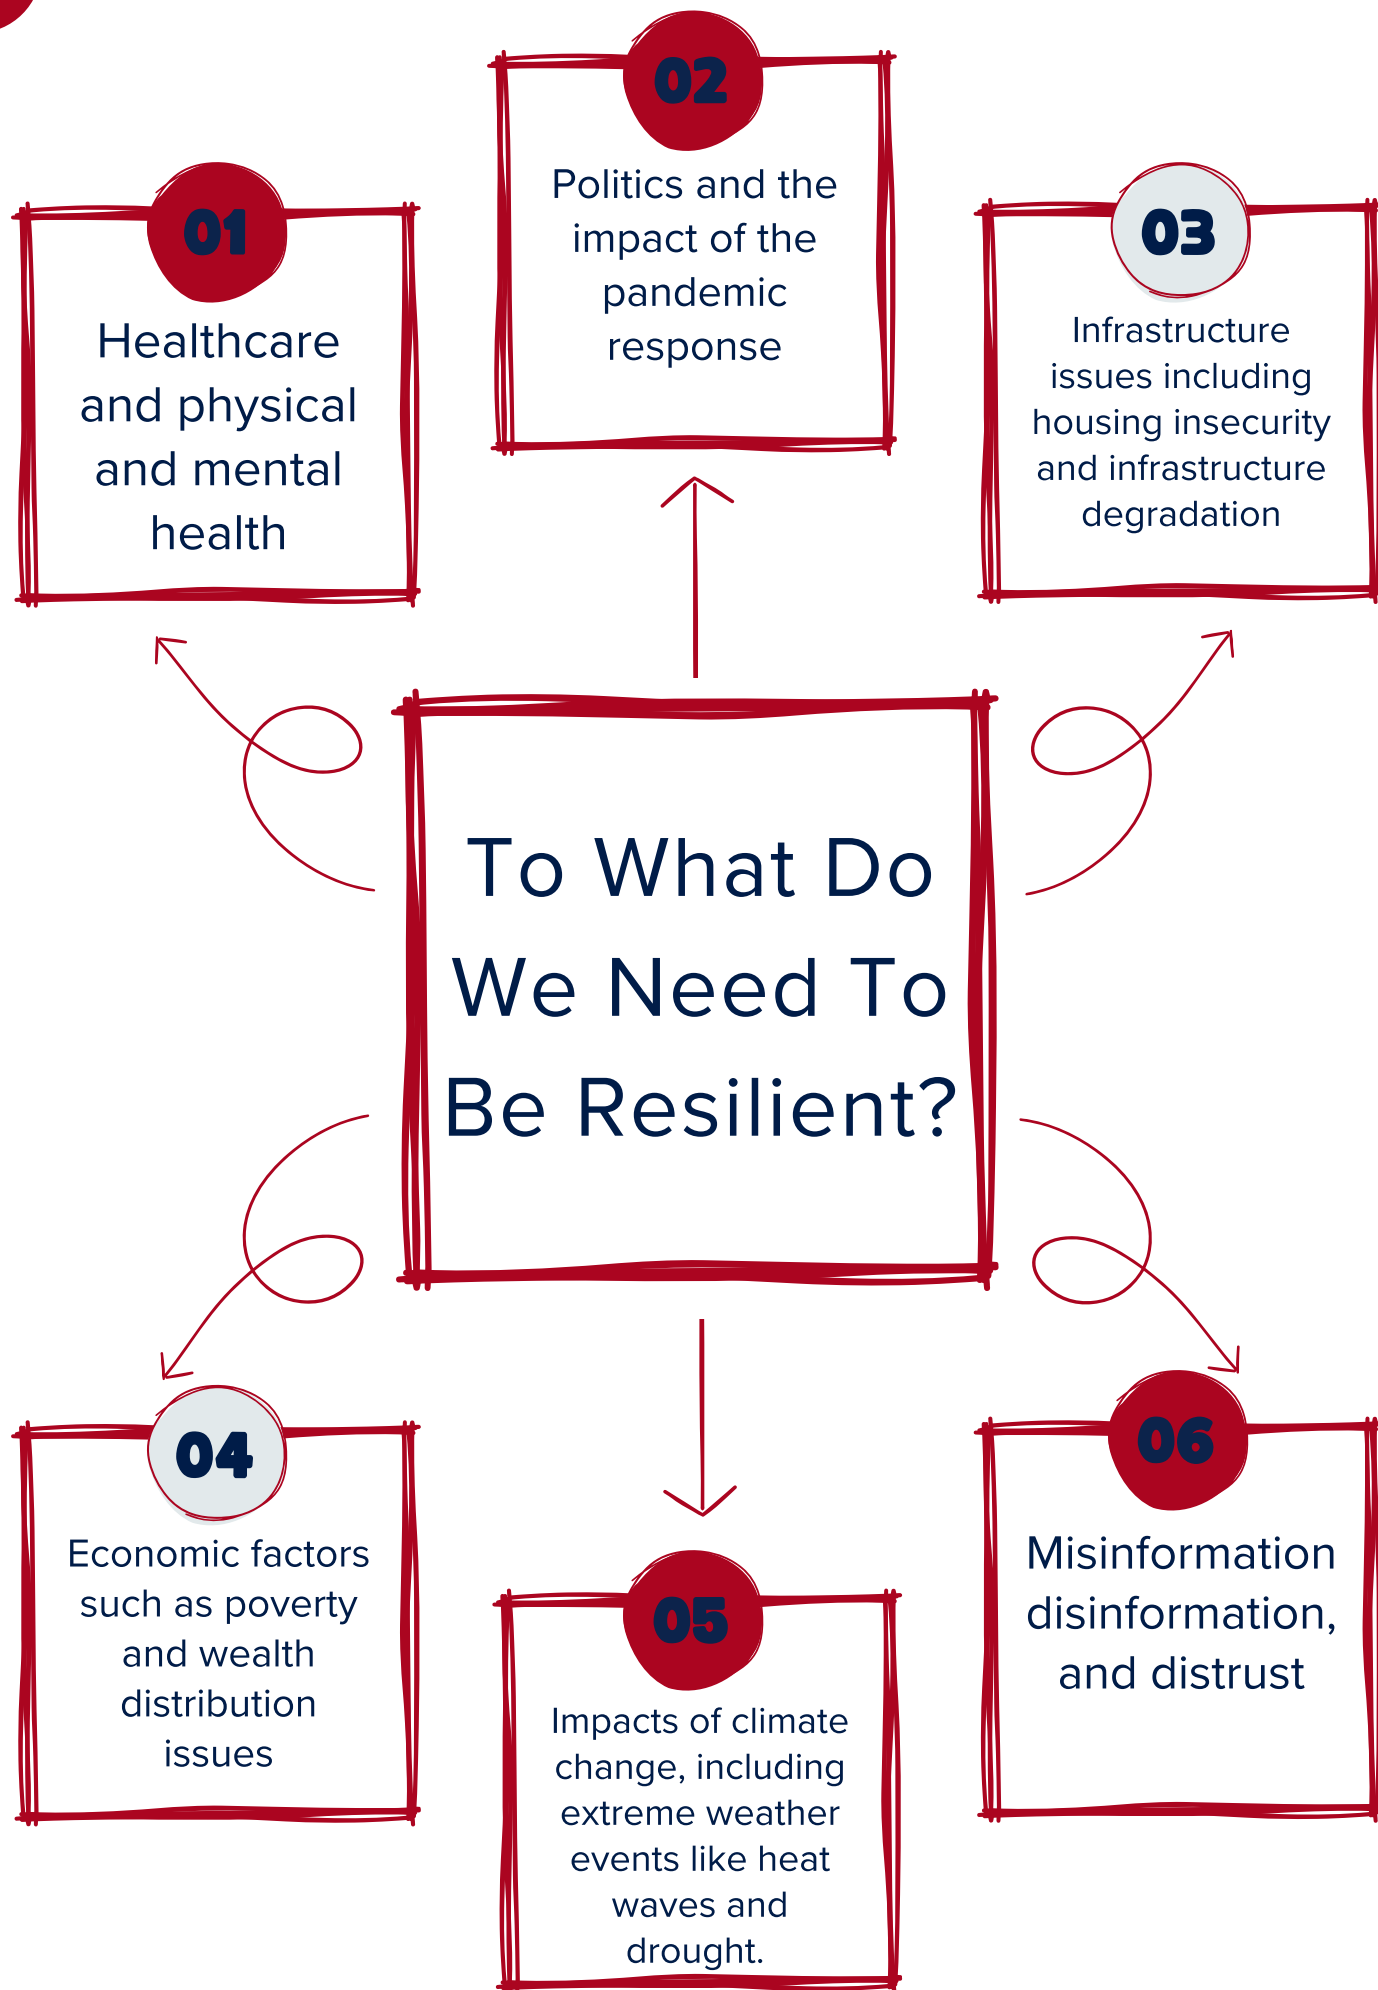 01
Healthcare
and physical
and mental
health
02
Politics and the
impact of the
pandemic
response
03
Infrastructure
issues including
housing insecurity
and infrastructure
degradation
To What Do
We Need To
Be Resilient?
04
Economic factors
such as poverty
and wealth
distribution
issues
05
Impacts of climate
change, including
extreme weather
events like heat
waves and
drought.
06
Misinformation
disinformation,
and distrust